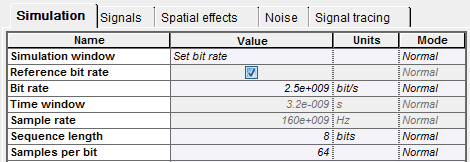 Simulation Signals Spatial effects Noise Signal tracing
Name Value Units Mode
Simulation window Set bit rate Normal
Reference bit rate Normal
Bit rate 2.5e+009 bit/s Normal
Time window 3.2e-009 s Normal
Sample rate 160e+009 Hz Normal
Sequence length 8 bits Normal
Samples per bit 64 Normal